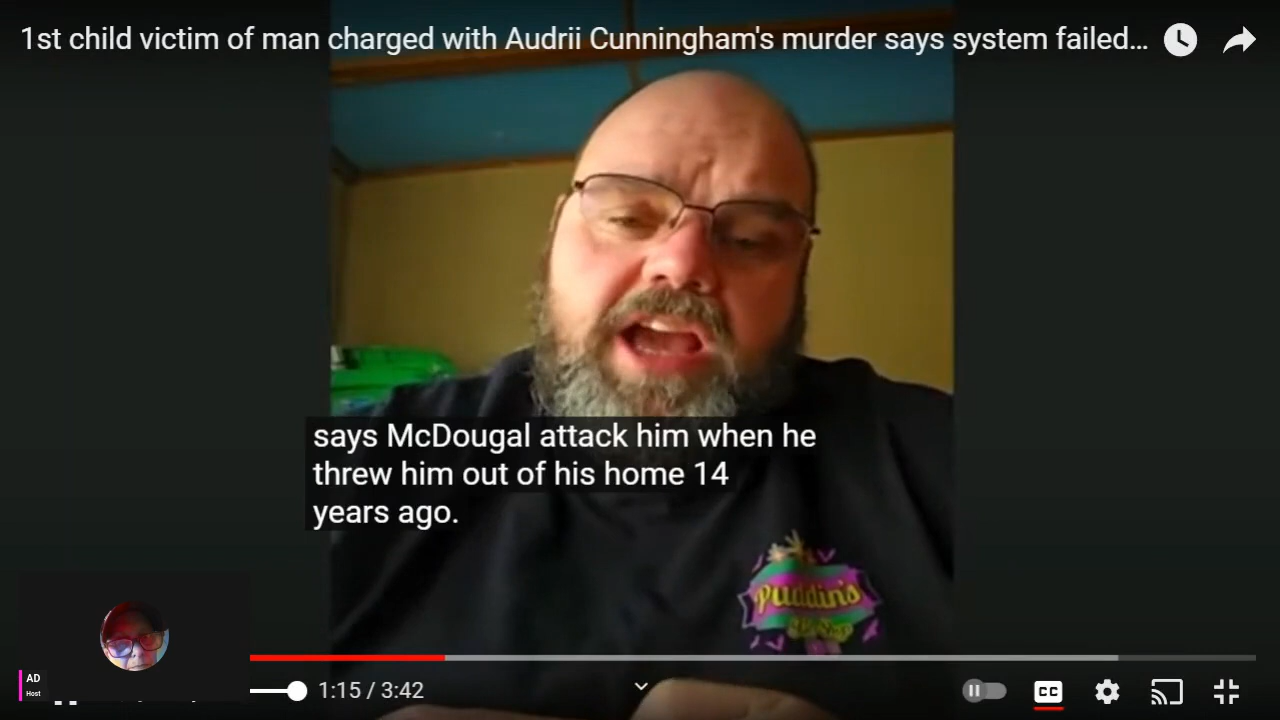 1st child victim of man charged with Audrii Cunningham's murder says system failed...
says McDougal attack him when he
threw him out of his home 14
years ago.
Puddin's
AD
Host
1:15 / 3:42
CC